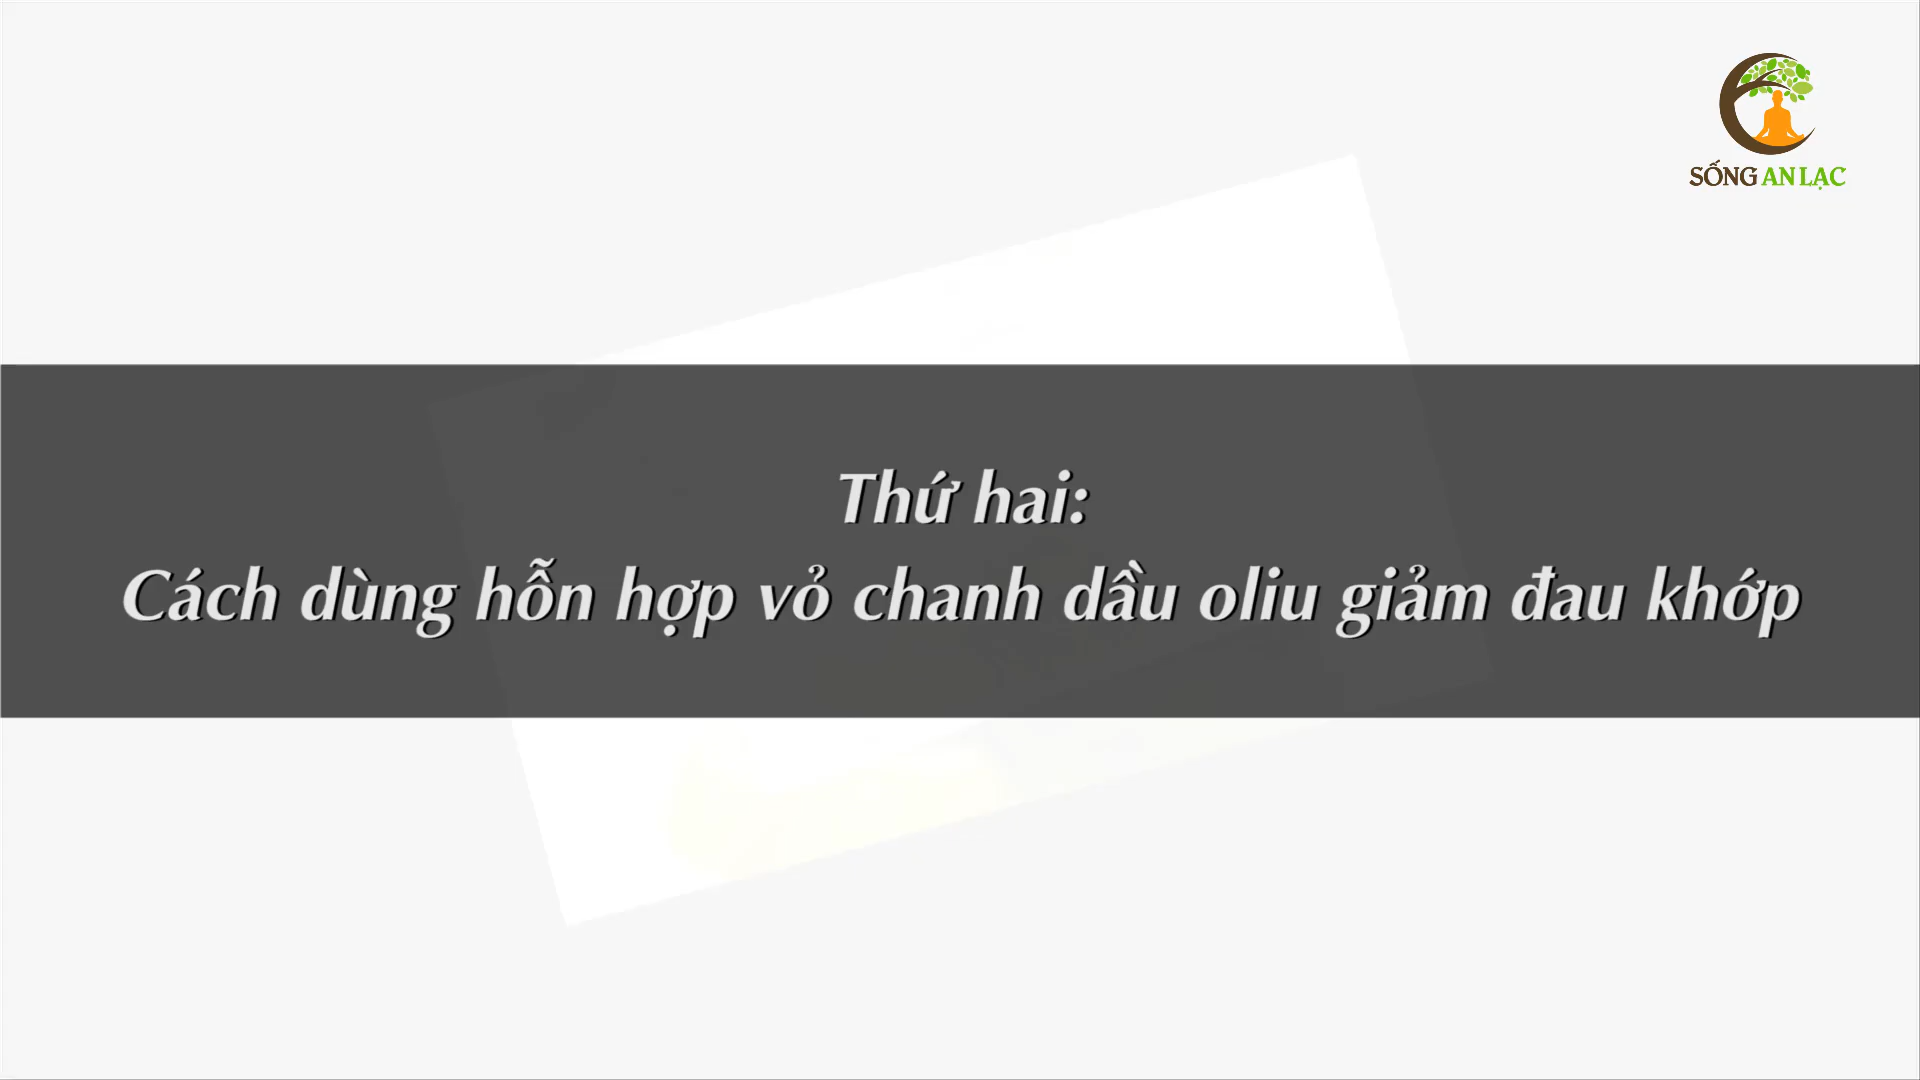 SỐNG AN LẠC
Thứ hai:
Cách dùng hỗn hợp vỏ chanh dầu oliu giảm đau khớp